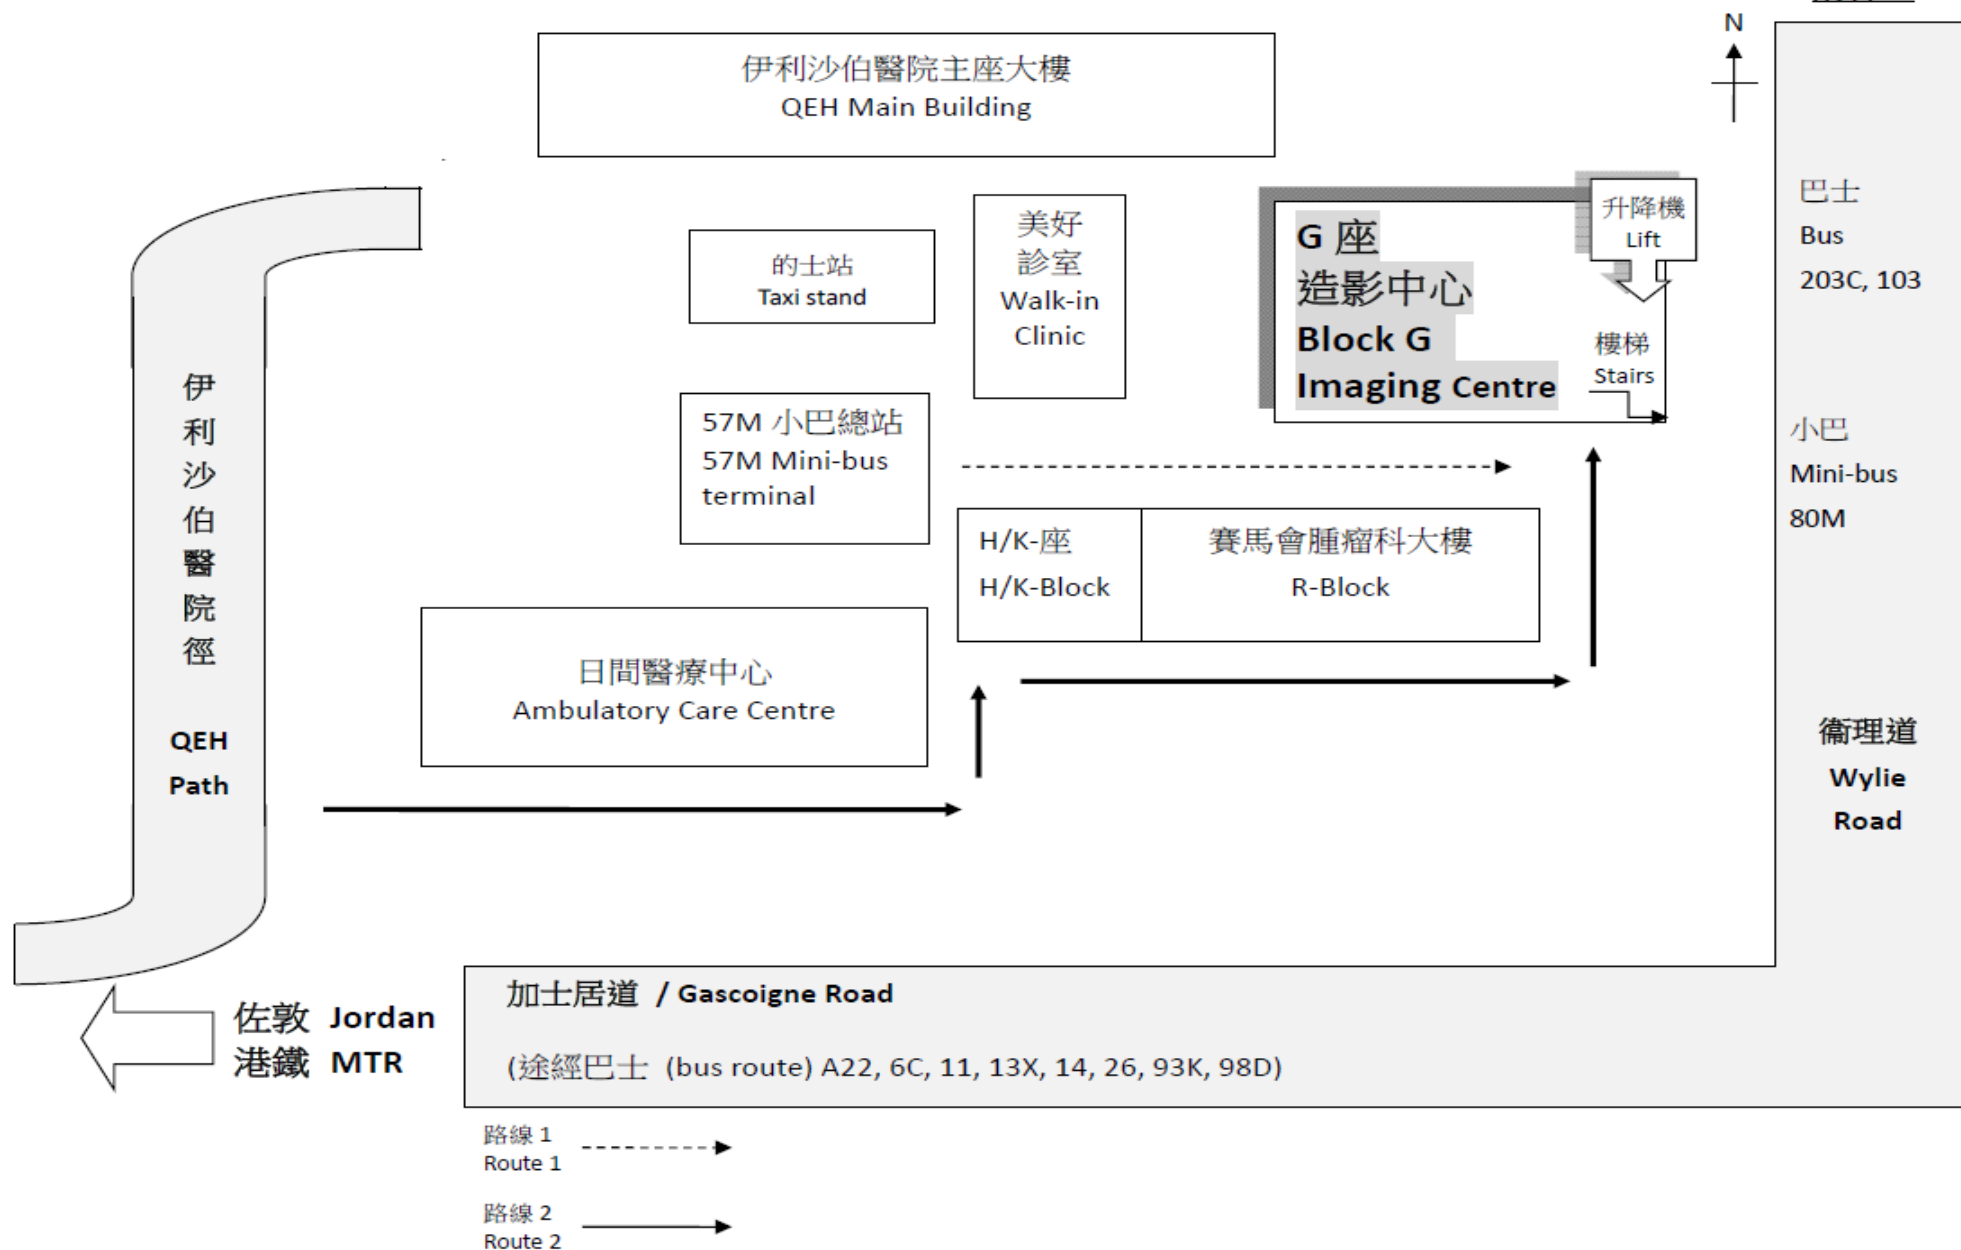 N
伊利沙伯醫院主座大樓
QEH Main Building
巴士
Bus
203C, 103
升降機
Lift
美好
診室
Walk-in
Clinic
G 座
造影中心
Block G
Imaging Centre
的士站
Taxi stand
樓梯
Stairs
伊
利
沙
伯
醫
院
徑
QEH
Path
57M 小巴總站
57M Mini-bus
terminal
小巴
Mini-bus
80M
H/K-座
H/K-Block
賽馬會腫瘤科大樓
R-Block
日間醫療中心
Ambulatory Care Centre
衞理道
Wylie
Road
加士居道 / Gascoigne Road
(途經巴士 (bus route) A22, 6C, 11, 13X, 14, 26, 93K, 98D)
佐敦 Jordan
港鐵 MTR
路線 1
Route 1
路線 2
Route 2